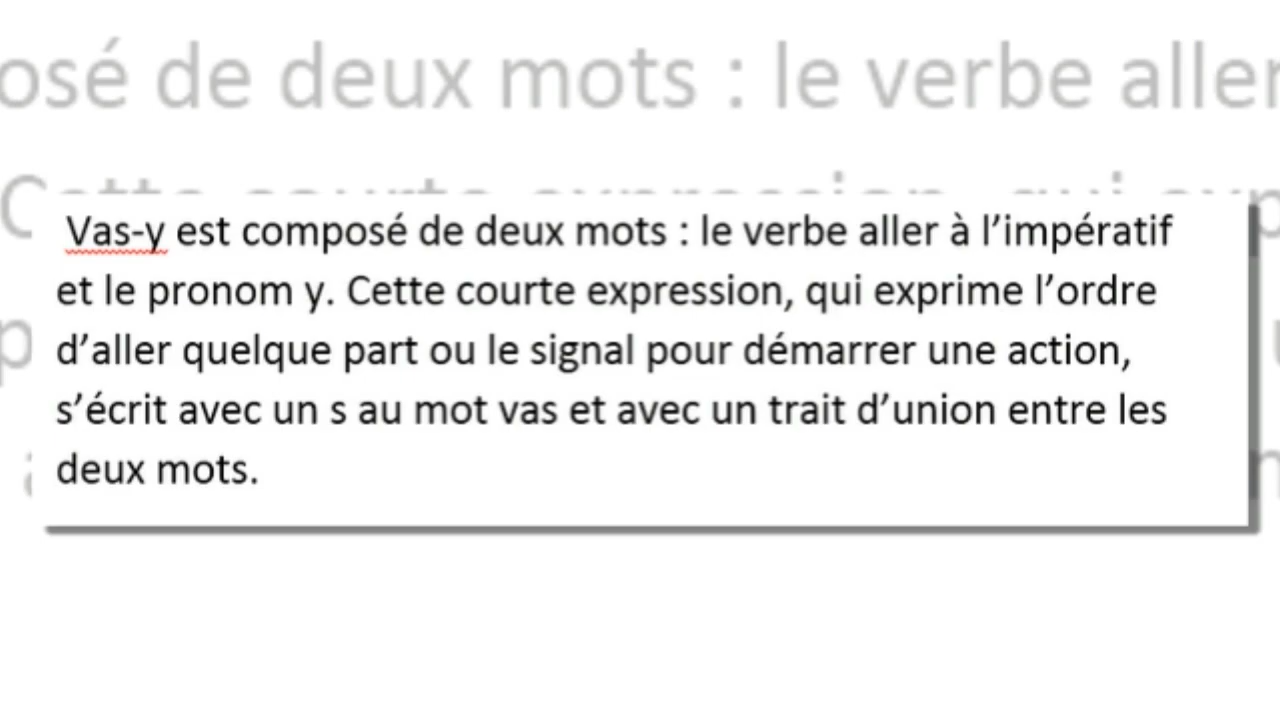 osé de deux mots : le verbe aller
Vas-y est composé de deux mots : le verbe aller à l’impératif
et le pronom y. Cette courte expression, qui exprime l’ordre
d’aller quelque part ou le signal pour démarrer une action,
s’écrit avec un s au mot vas et avec un trait d’union entre les
deux mots.